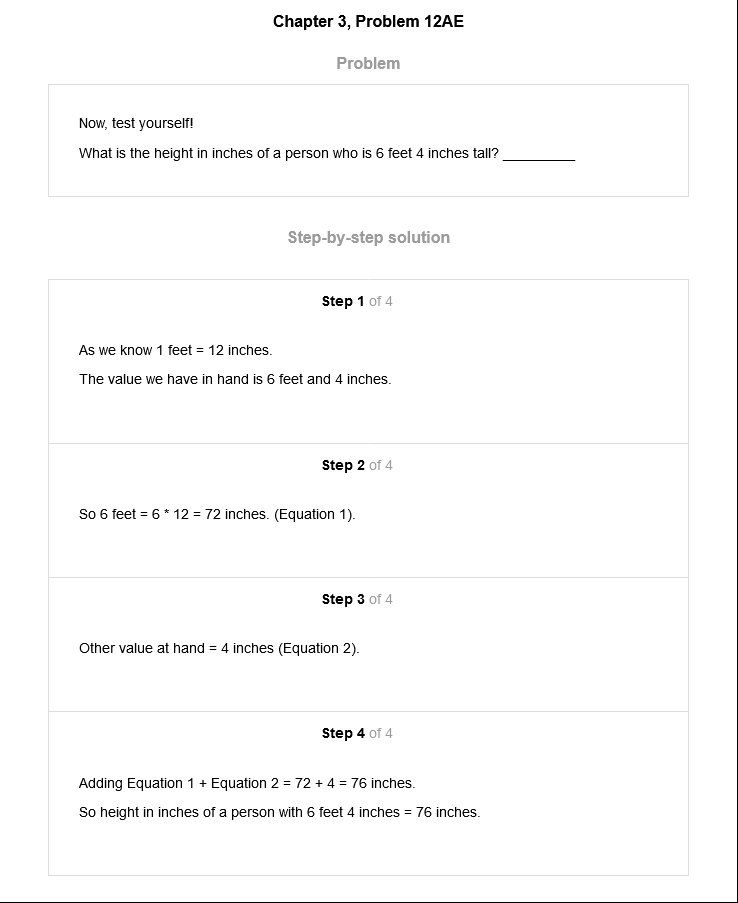 Chapter 3, Problem 12AE
Problem
Now, test yourself!
What is the height in inches of a person who is 6 feet 4 inches tall? __________
Step-by-step solution
Step 1 of 4
As we know 1 feet = 12 inches.
The value we have in hand is 6 feet and 4 inches.
Step 2 of 4
So 6 feet = 6 * 12 = 72 inches. (Equation 1).
Step 3 of 4
Other value at hand = 4 inches (Equation 2).
Step 4 of 4
Adding Equation 1 + Equation 2 = 72 + 4 = 76 inches.
So height in inches of a person with 6 feet 4 inches = 76 inches.